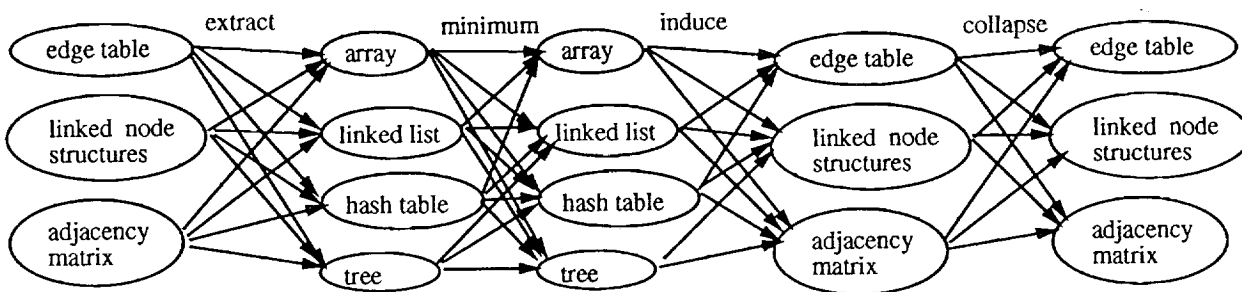 extract
minimum
induce
collapse
edge table
array
array
edge table
edge table
linked node
structures
linked list
linked list
linked node
structures
linked node
structures
hash table
hash table
adjacency
matrix
adjacency
matrix
adjacency
matrix
tree
tree